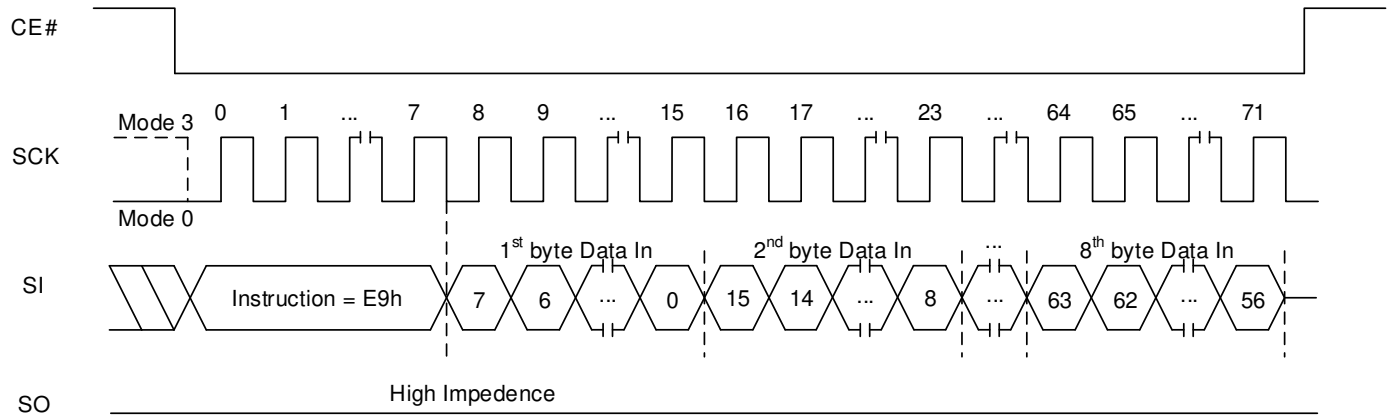 CE#
0 1 ... 7 8 9 ... 15 16 17 ... 23 ... 64 65 ... 71
Mode 3
SCK
Mode 0
1st byte Data In 2nd byte Data In ... 8th byte Data In
SI
Instruction = E9h 7 6 ... 0 15 14 ... 8 ... 63 62 ... 56
High Impedence
SO